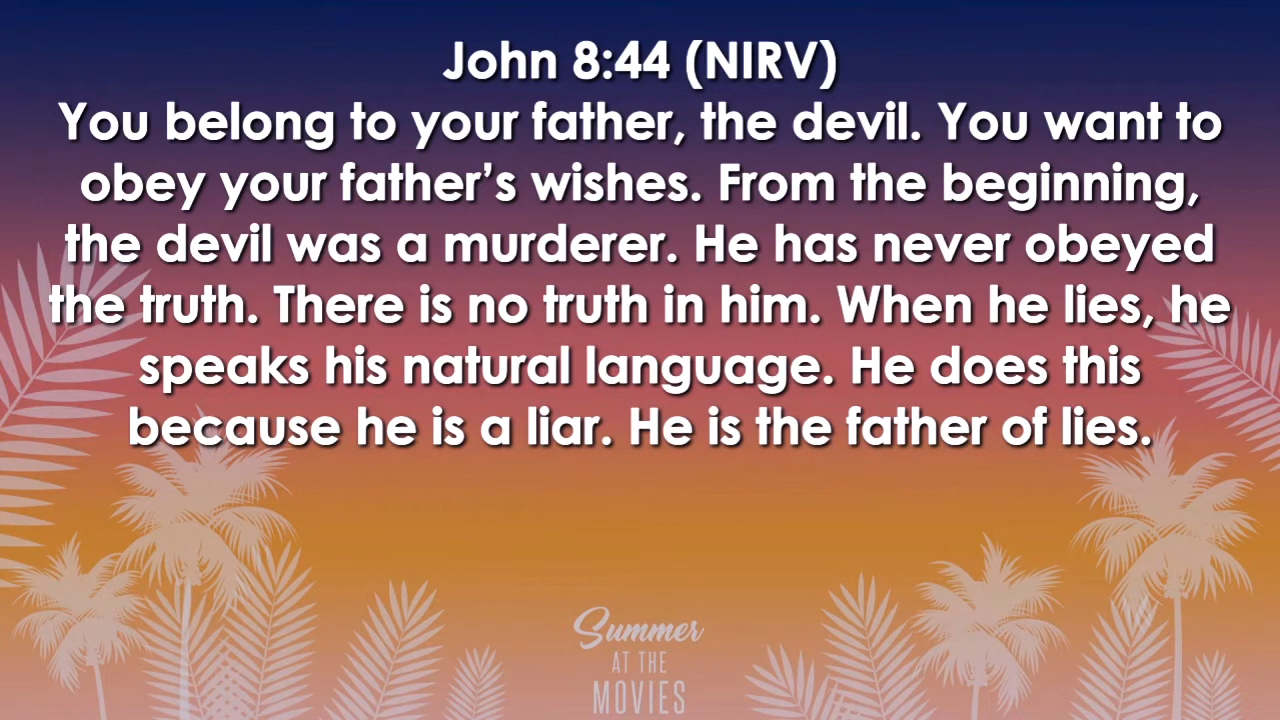 John 8:44 (NIRV)
You belong to your father, the devil. You want to
obey your father’s wishes. From the beginning,
the devil was a murderer. He has never obeyed
the truth. There is no truth in him. When he lies, he
speaks his natural language. He does this
because he is a liar. He is the father of lies.
Summer
AT THE
MOVIES